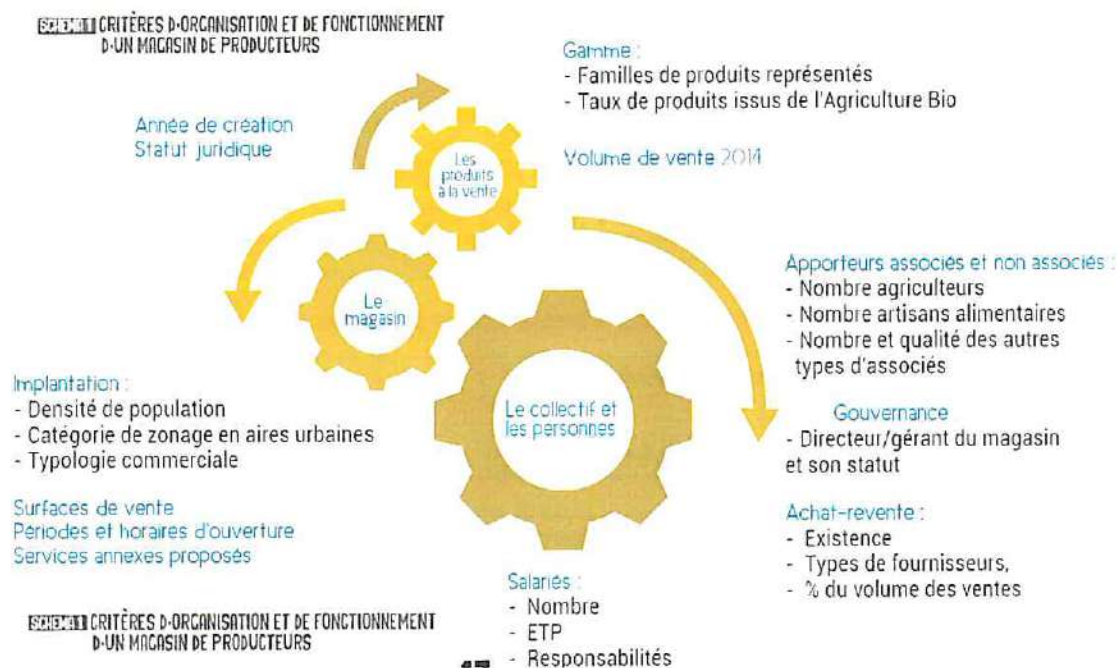 SCHEMA 1 CRITÈRES D'ORGANISATION ET DE FONCTIONNEMENT
D'UN MAGASIN DE PRODUCTEURS
Gamme :
- Familles de produits représentés
- Taux de produits issus de l'Agriculture Bio
Volume de vente 2014
Année de création
Statut juridique
Les
produits
à la vente
Le
magasin
Le collectif et
les personnes
Apporteurs associés et non associés :
- Nombre agriculteurs
- Nombre artisans alimentaires
- Nombre et qualité des autres
types d'associés
Gouvernance
- Directeur/gérant du magasin
et son statut
Achat-revente :
- Existence
- Types de fournisseurs,
- % du volume des ventes
Implantation :
- Densité de population
- Catégorie de zonage en aires urbaines
- Typologie commerciale
Surfaces de vente
Périodes et horaires d'ouverture
Services annexes proposés
Salariés :
- Nombre
- ETP
- Responsabilités
SCHEMA 1 CRITÈRES D'ORGANISATION ET DE FONCTIONNEMENT
D'UN MAGASIN DE PRODUCTEURS